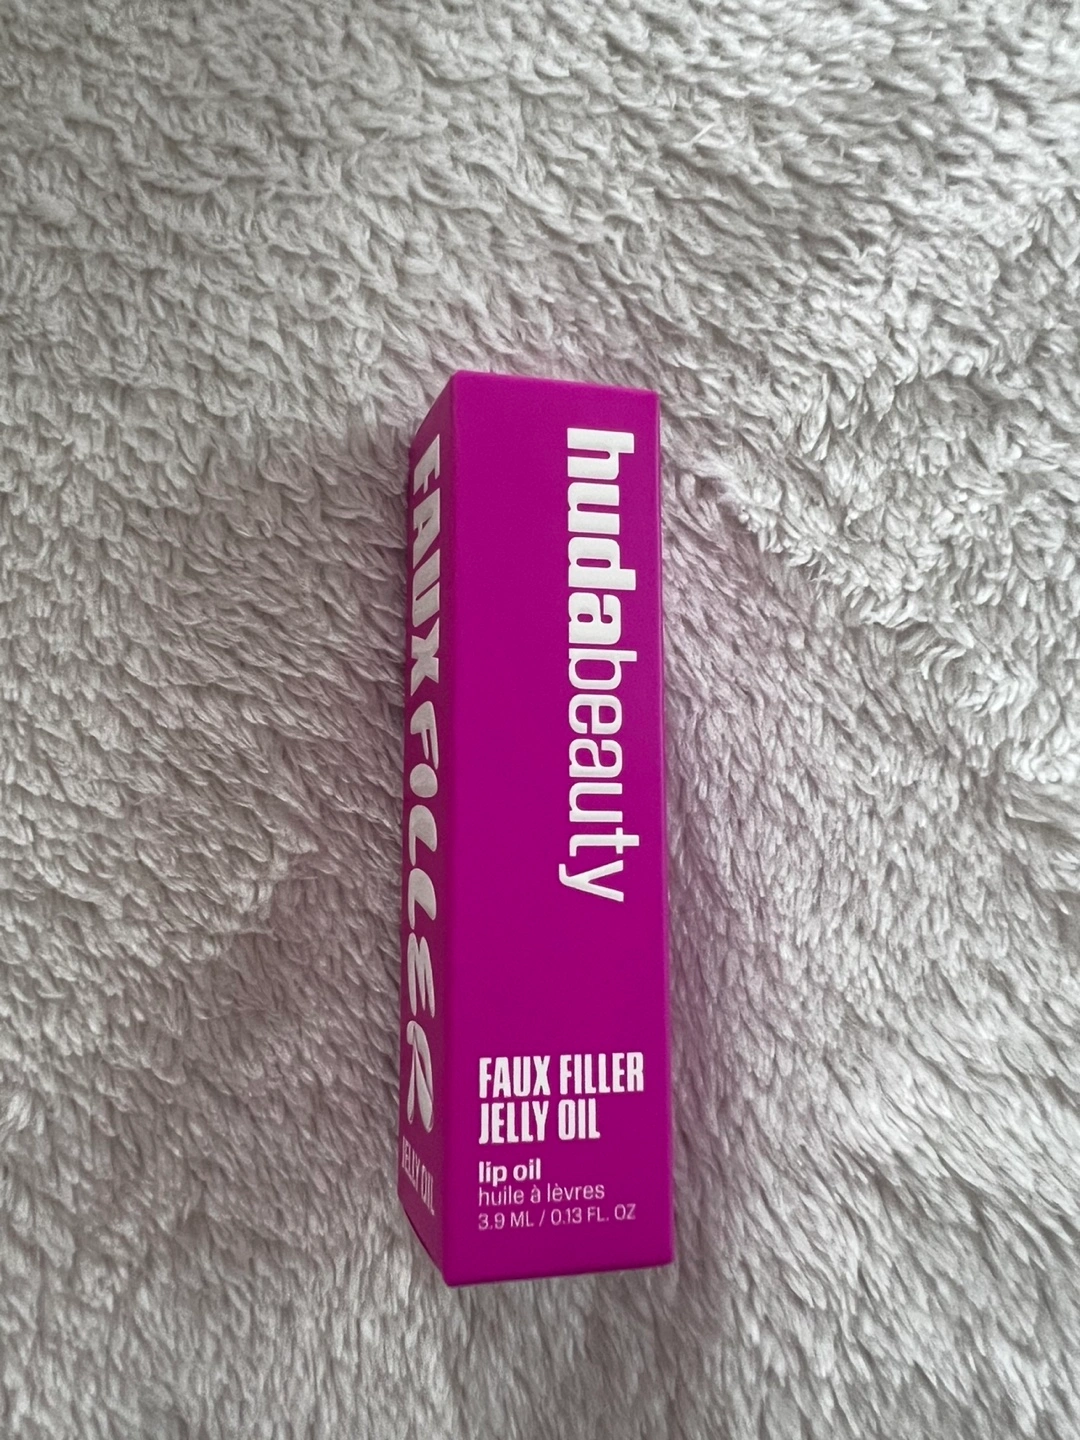 hudabeauty
FAUX FILLER
JELLY OIL
lip oil
huile à lèvres
3.9 ML / 0.13 FL. OZ
FAUX FILLER
JELLY OIL